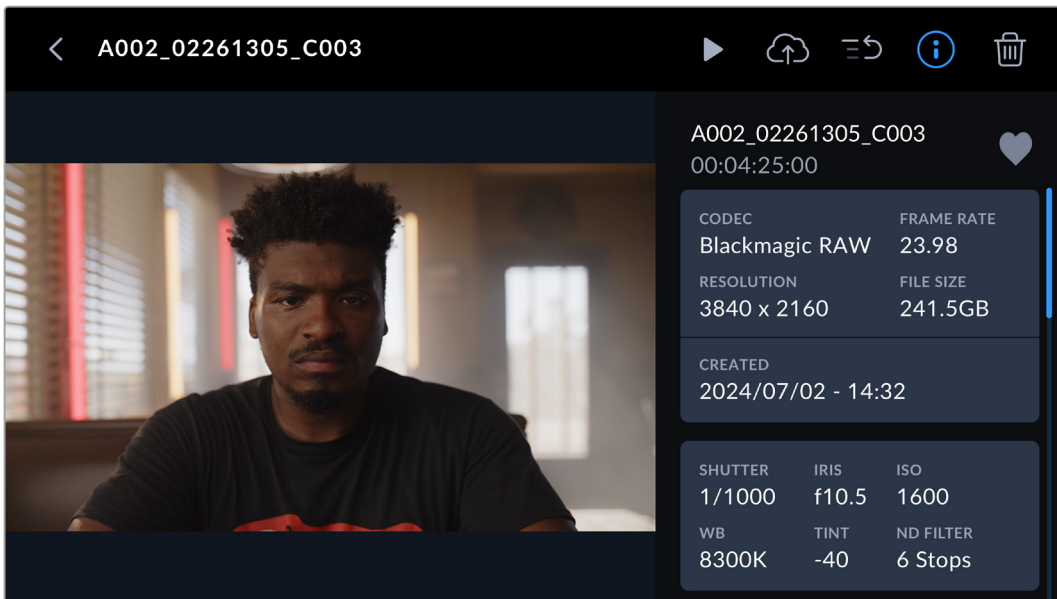 A002_02261305_C003
A002_02261305_C003
00:04:25:00
CODEC FRAME RATE
Blackmagic RAW 23.98
RESOLUTION FILE SIZE
3840 x 2160 241.5GB
CREATED
2024/07/02 - 14:32
SHUTTER IRIS ISO
1/1000 f10.5 1600
WB TINT ND FILTER
8300K -40 6 Stops